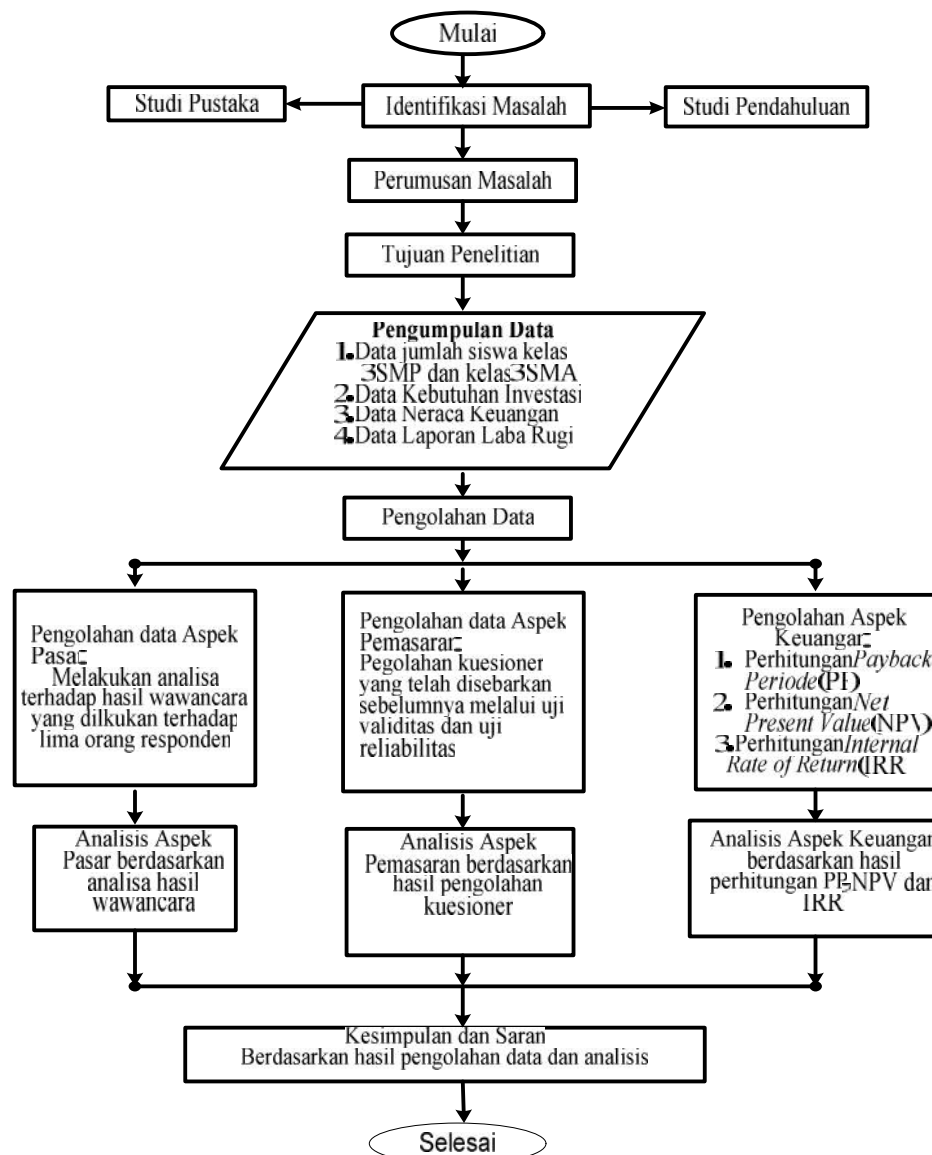 Mulai
Studi Pustaka
Identifikasi Masalah
Studi Pendahuluan
Perumusan Masalah
Tujuan Penelitian
Pengumpulan Data
1.Data jumlah siswa kelas
3SMP dan kelas3SMA
2.Data Kebutuhan Investasi
3.Data Neraca Keuangan
4.Data Laporan Laba Rugi
Pengolahan Data
Pengolahan data Aspek
Pasar:
Melakukan analisa
terhadap hasil wawancara
yang dilkukan terhadap
lima orang responden
Pengolahan data Aspek
Pemasaran:
Pegolahan kuesioner
yang telah disebarkan
sebelumnya melalui uji
validitas dan uji
reliabilitas
Pengolahan Aspek
Keuangan:
1. Perhitungan Payback
Periode(PP)
2. Perhitungan Net
Present Value(NPV)
3.Perhitungan Internal
Rate of Return(IRR
Analisis Aspek
Pasar berdasarkan
analisa hasil
wawancara
Analisis Aspek
Pemasaran berdasarkan
hasil pengolahan
kuesioner
Analisis Aspek Keuangan
berdasarkan hasil
perhitungan PP,NPV dan
IRR
Kesimpulan dan Saran
Berdasarkan hasil pengolahan data dan analisis
Selesai